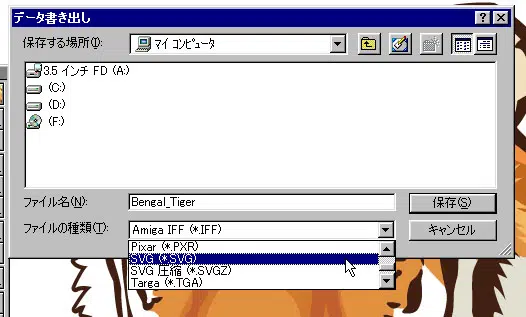 データ書き出し
保存する場所(I):
マイ コンピュータ
3.5 インチ FD (A:)
(C:)
(D:)
(F:)
ファイル名(N):
Bengal_Tiger
保存(S)
ファイルの種類(T):
Amiga IFF (*.IFF)
キャンセル
Pixar (*.PXR)
SVG (*.SVG)
SVG 圧縮 (*.SVGZ)
Targa (*.TGA)